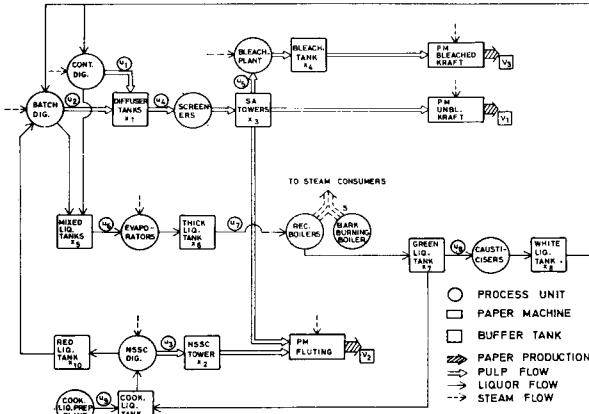 CONT.
DIG.
u1
BATCH
DIG.
u2
DIFFUSER
TANKS
x1
u4
SCREEN
ERS
SA
TOWERS
x3
u5
BLEACH.
PLANT
BLEACH.
TANK
x4
PM
BLEACHED
KRAFT
V3
PM
UNBL.
KRAFT
V1
TO STEAM CONSUMERS
S
MIXED
LIQ.
TANKS
x5
u6
EVAPO-
RATORS
THICK
LIQ.
TANK
x6
u7
REC.
BOILERS
BARK
BURNING
BOILER
GREEN
LIQ.
TANK
x7
u8
CAUSTI-
CISERS
WHITE
LIQ.
TANK
x8
RED
LIQ.
TANK
x10
NSSC
DIG.
u3
NSSC
TOWER
x2
PM
FLUTING
V2
COOK.
LIQ. PREP
u9
COOK.
LIQ.
TANK
PROCESS UNIT
PAPER MACHINE
BUFFER TANK
PAPER PRODUCTION
PULP FLOW
LIQUOR FLOW
STEAM FLOW